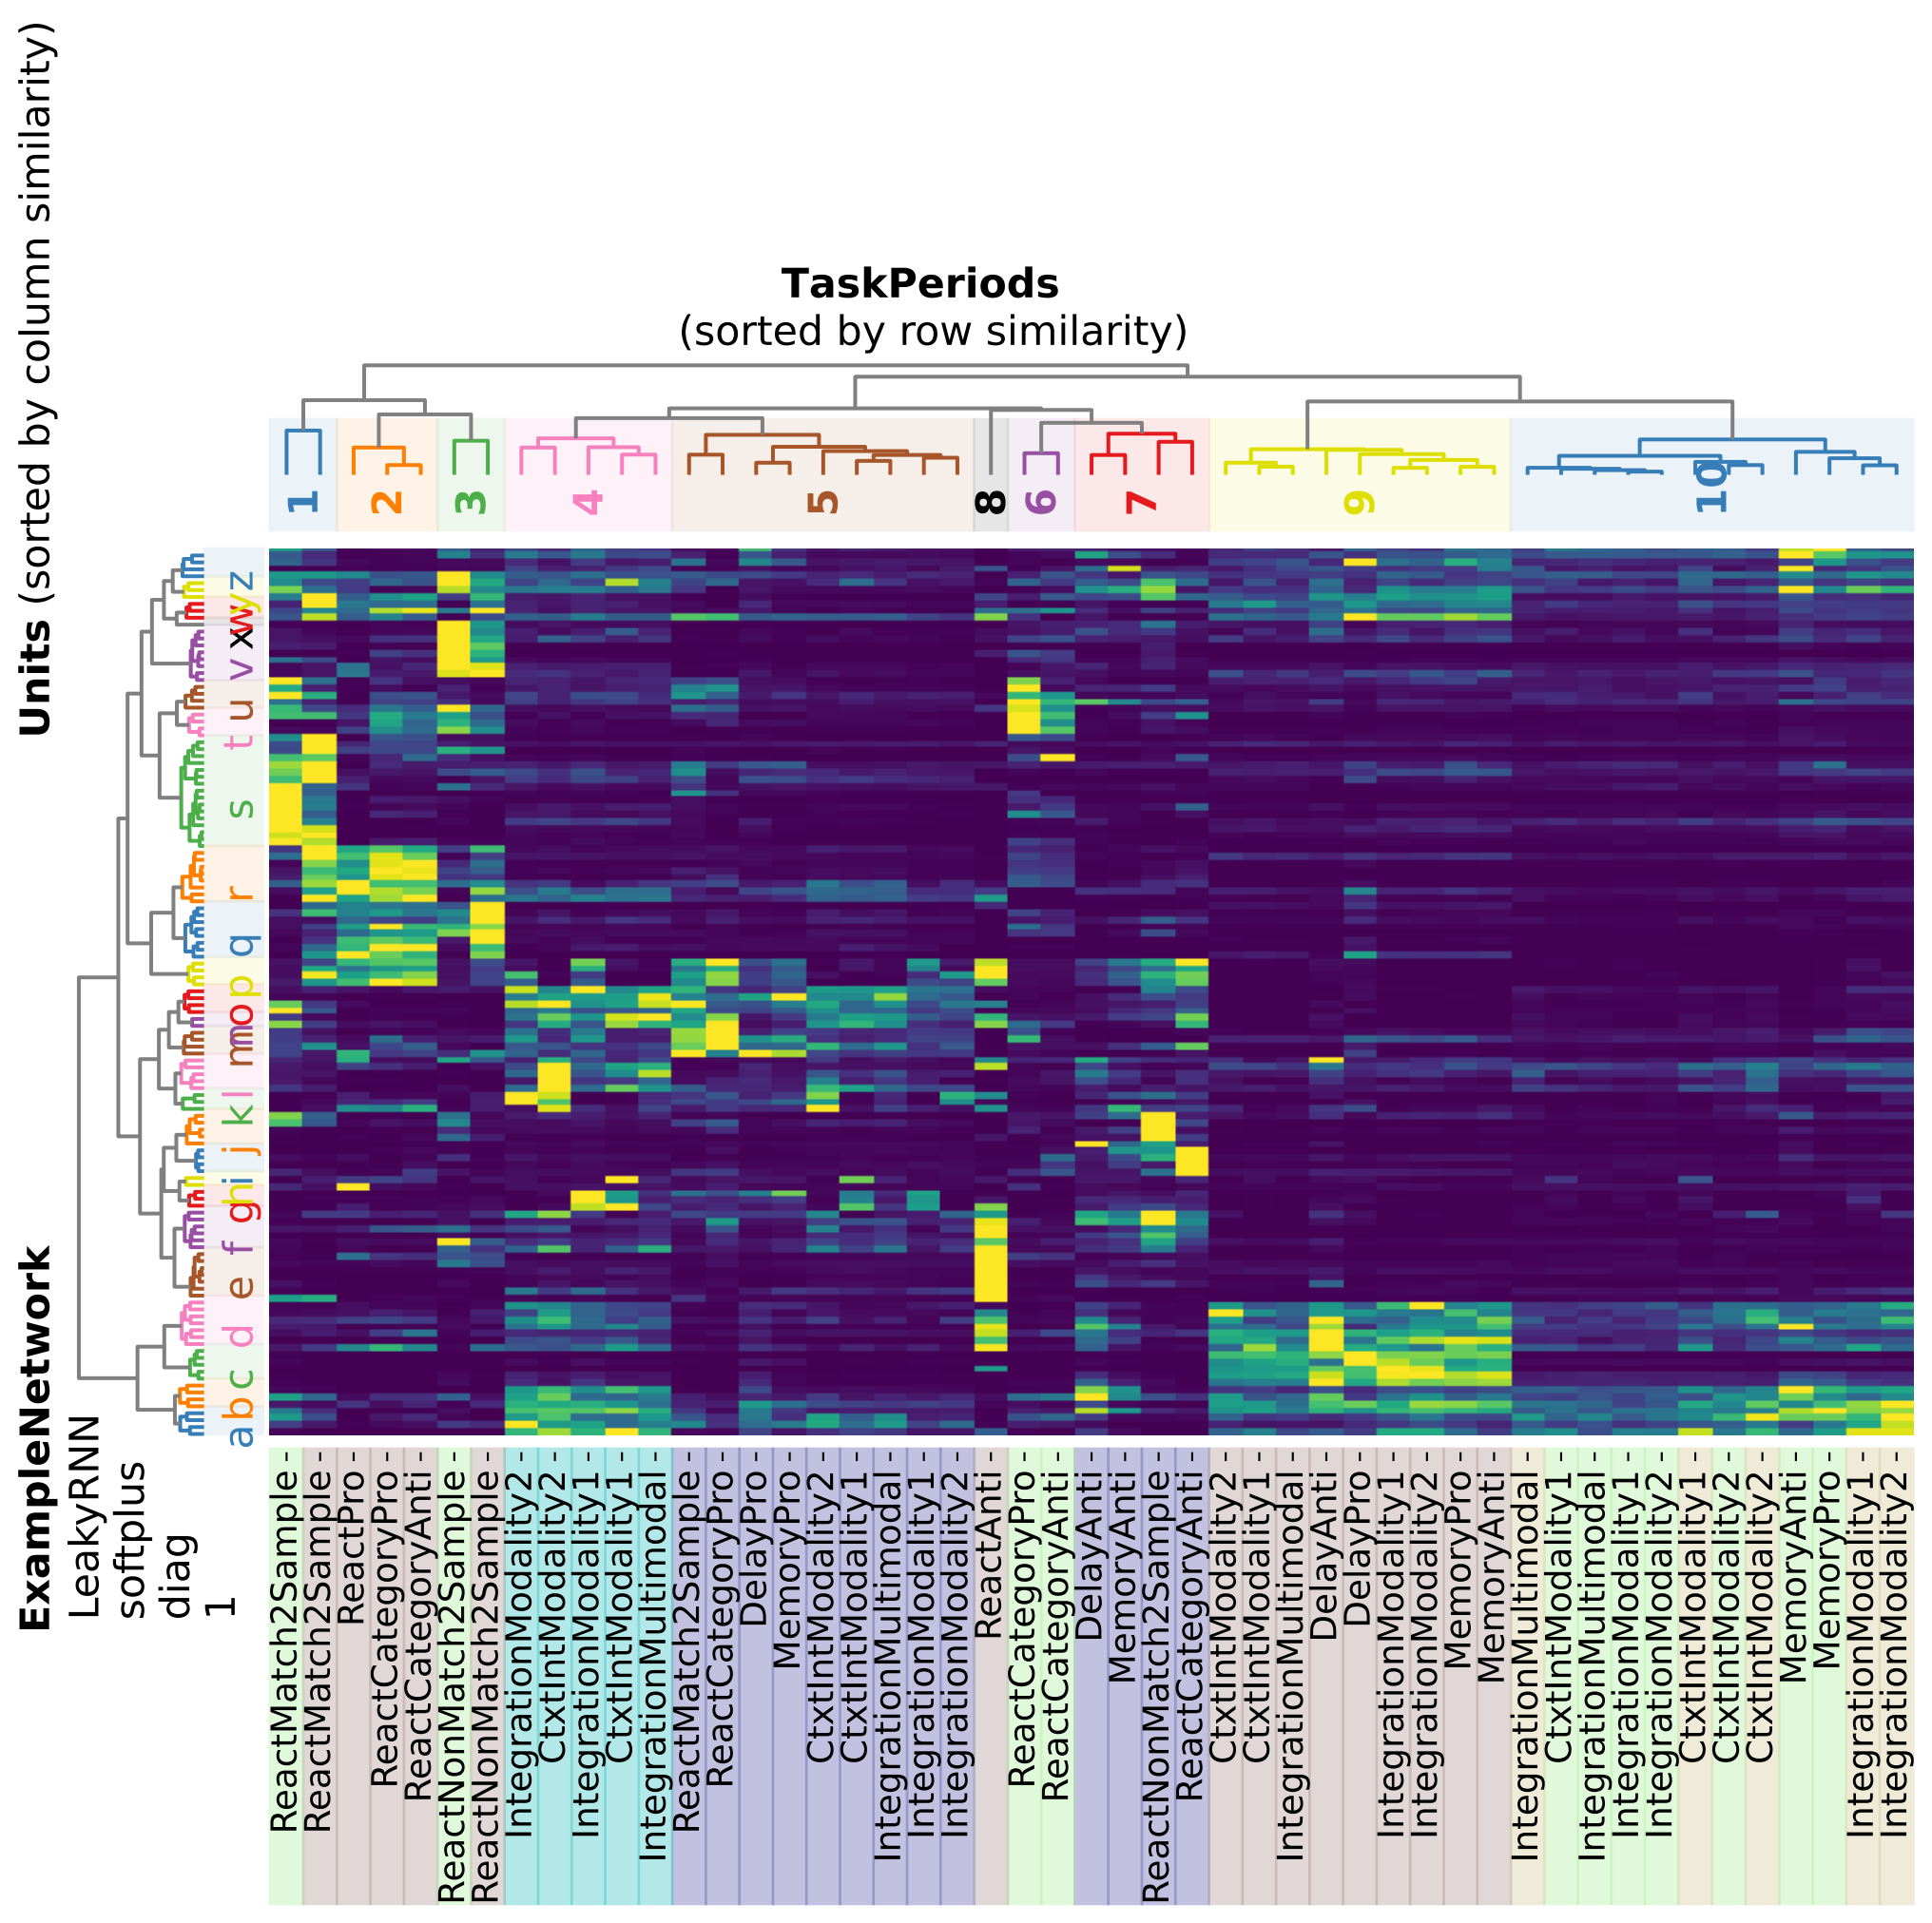 TaskPeriods
(sorted by row similarity)
1
2
3
4
5
8
6
7
9
10
Units (sorted by column similarity)
z
y
w
x
v
u
t
s
r
q
p
o
n
m
l
k
j
i
h
g
f
e
d
c
b
a
ExampleNetwork
LeakyRNN
softplus
diag
1
ReactMatch2Sample
ReactMatch2Sample
ReactPro
ReactCategoryPro
ReactCategoryAnti
ReactNonMatch2Sample
ReactNonMatch2Sample
IntegrationModality2
CtxtIntModality2
IntegrationModality1
CtxtIntModality1
IntegrationMultimodal
ReactMatch2Sample
ReactCategoryPro
DelayPro
MemoryPro
CtxtIntModality2
CtxtIntModality1
IntegrationMultimodal
IntegrationModality1
IntegrationModality2
ReactAnti
ReactCategoryPro
ReactCategoryAnti
DelayAnti
MemoryAnti
ReactNonMatch2Sample
ReactCategoryAnti
CtxtIntModality2
CtxtIntModality1
IntegrationMultimodal
DelayAnti
DelayPro
IntegrationModality1
IntegrationModality2
MemoryPro
MemoryAnti
IntegrationMultimodal
CtxtIntModality1
IntegrationMultimodal
IntegrationModality1
IntegrationModality2
CtxtIntModality1
CtxtIntModality2
CtxtIntModality2
MemoryAnti
MemoryPro
IntegrationModality1
IntegrationModality2